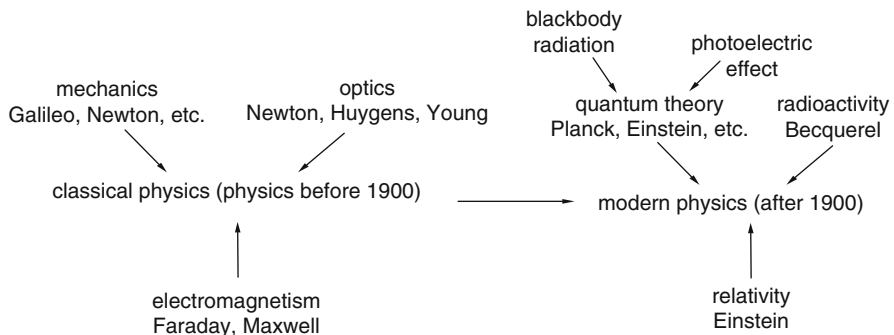 blackbody
radiation
photoelectric
effect
mechanics
Galileo, Newton, etc.
optics
Newton, Huygens, Young
quantum theory
Planck, Einstein, etc.
radioactivity
Becquerel
classical physics (physics before 1900)
modern physics (after 1900)
electromagnetism
Faraday, Maxwell
relativity
Einstein